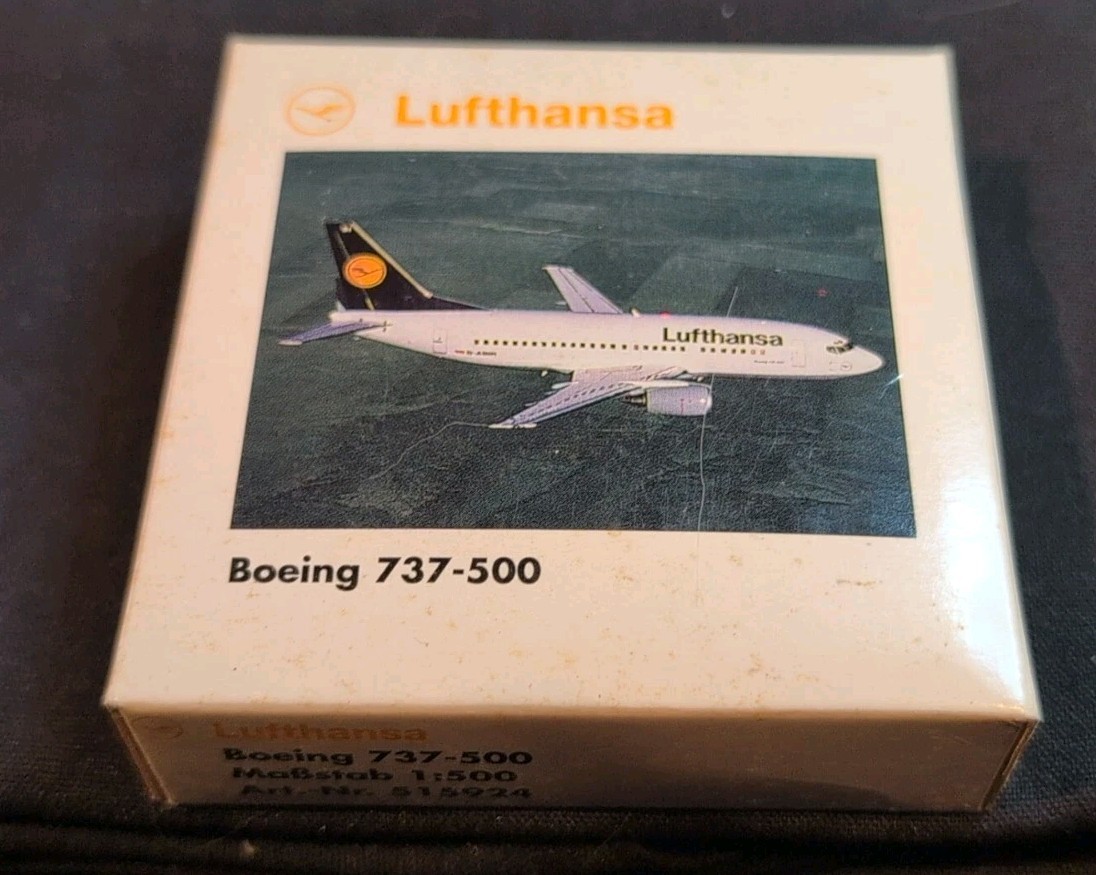 Lufthansa
Lufthansa
Boeing 737-500
Lufthansa
Boeing 737-500
Maßstab 1:500
Art.-Nr. 515924